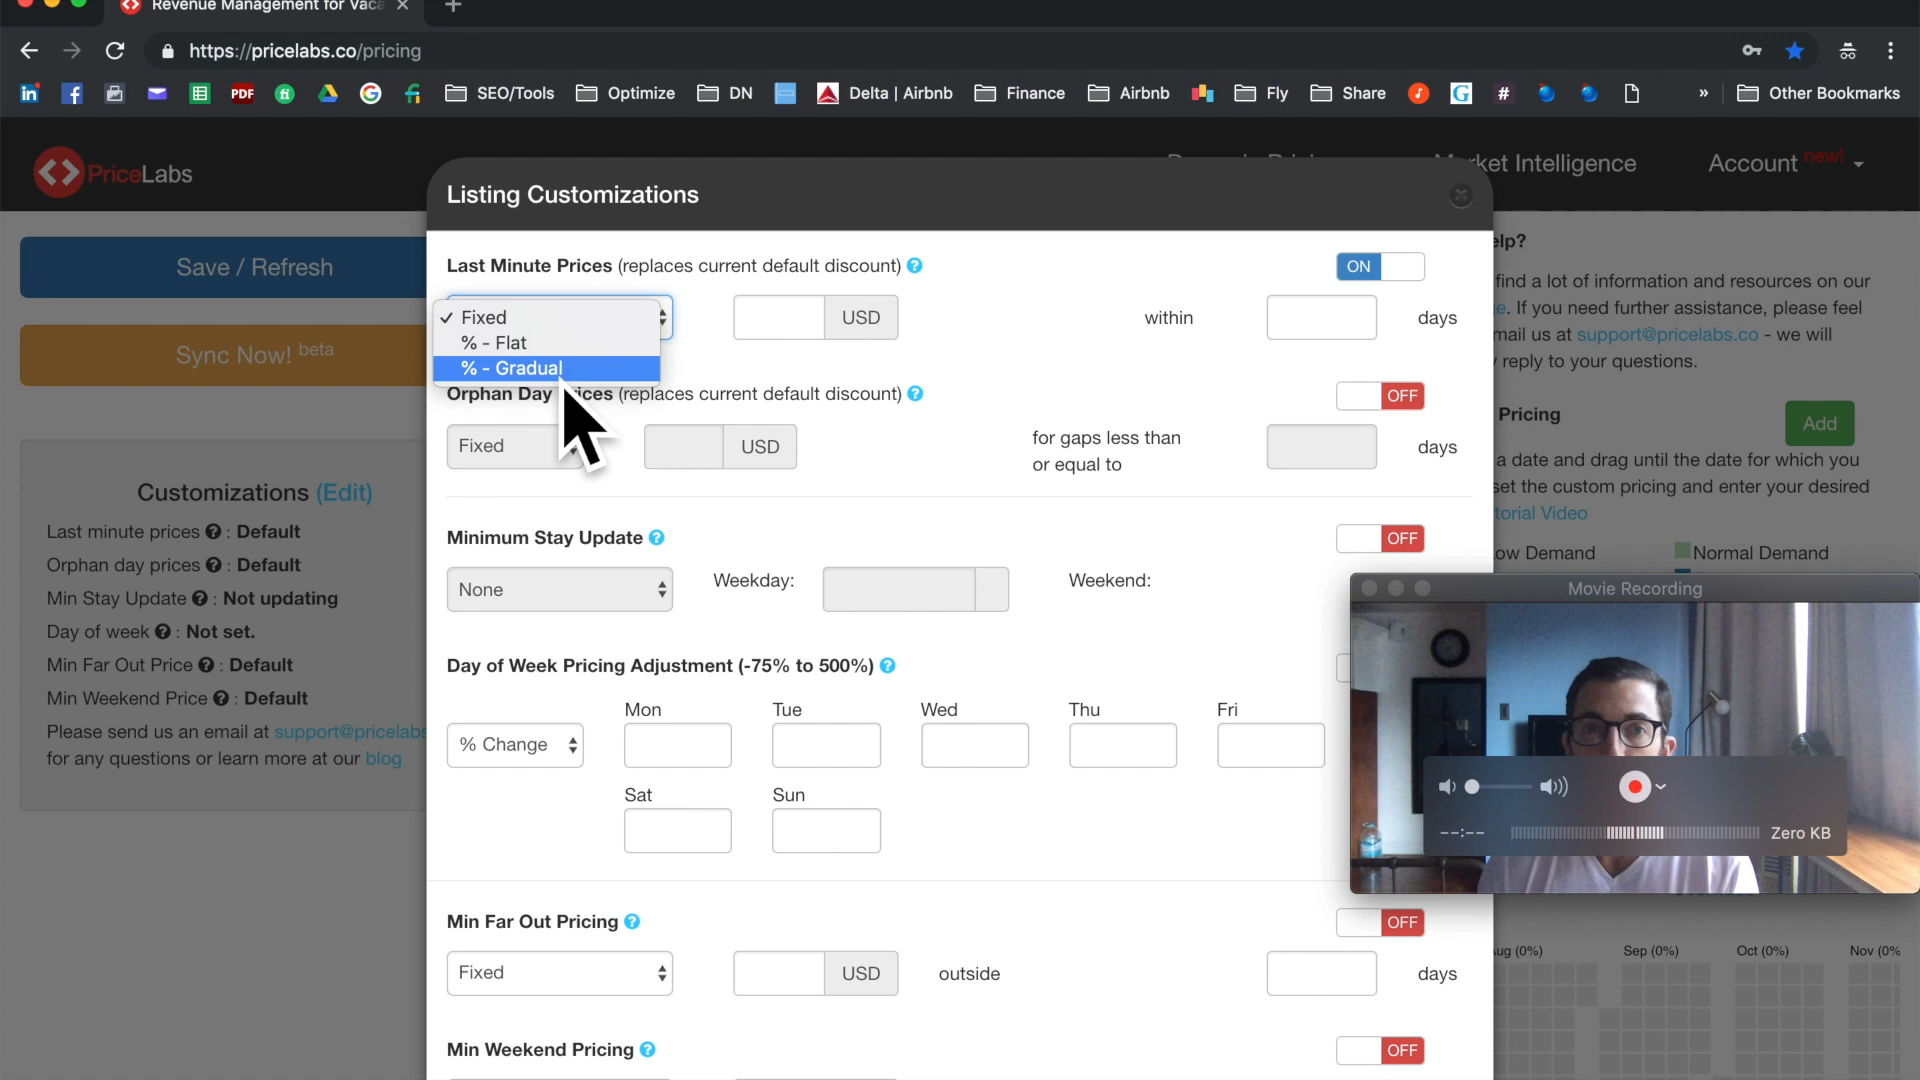 Revenue Management for Vaca
https://pricelabs.co/pricing
SEO/Tools
Optimize
DN
Delta | Airbnb
Finance
Airbnb
Fly
Share
»
Other Bookmarks
PDF
PriceLabs
Market Intelligence
Account new!
Listing Customizations
Save / Refresh
Sync Now! beta
Customizations (Edit)
Last minute prices : Default
Orphan day prices : Default
Min Stay Update : Not updating
Day of week : Not set.
Min Far Out Price : Default
Min Weekend Price : Default
Please send us an email at support@pricelabs
for any questions or learn more at our blog
Last Minute Prices (replaces current default discount)
ON
✓ Fixed
% - Flat
% - Gradual
USD
within
days
Orphan Day Prices (replaces current default discount)
OFF
Fixed
USD
for gaps less than
or equal to
days
Minimum Stay Update
OFF
None
Weekday:
Weekend:
Day of Week Pricing Adjustment (-75% to 500%)
Mon
Tue
Wed
Thu
Fri
% Change
Sat
Sun
Min Far Out Pricing
OFF
Fixed
USD
outside
days
Min Weekend Pricing
OFF
elp?
find a lot of information and resources on our
e. If you need further assistance, please feel
mail us at support@pricelabs.co - we will
reply to your questions.
Pricing
Add
a date and drag until the date for which you
set the custom pricing and enter your desired
torial Video
ow Demand
Normal Demand
Movie Recording
--:--
Zero KB
Aug (0%)
Sep (0%)
Oct (0%)
Nov (0%